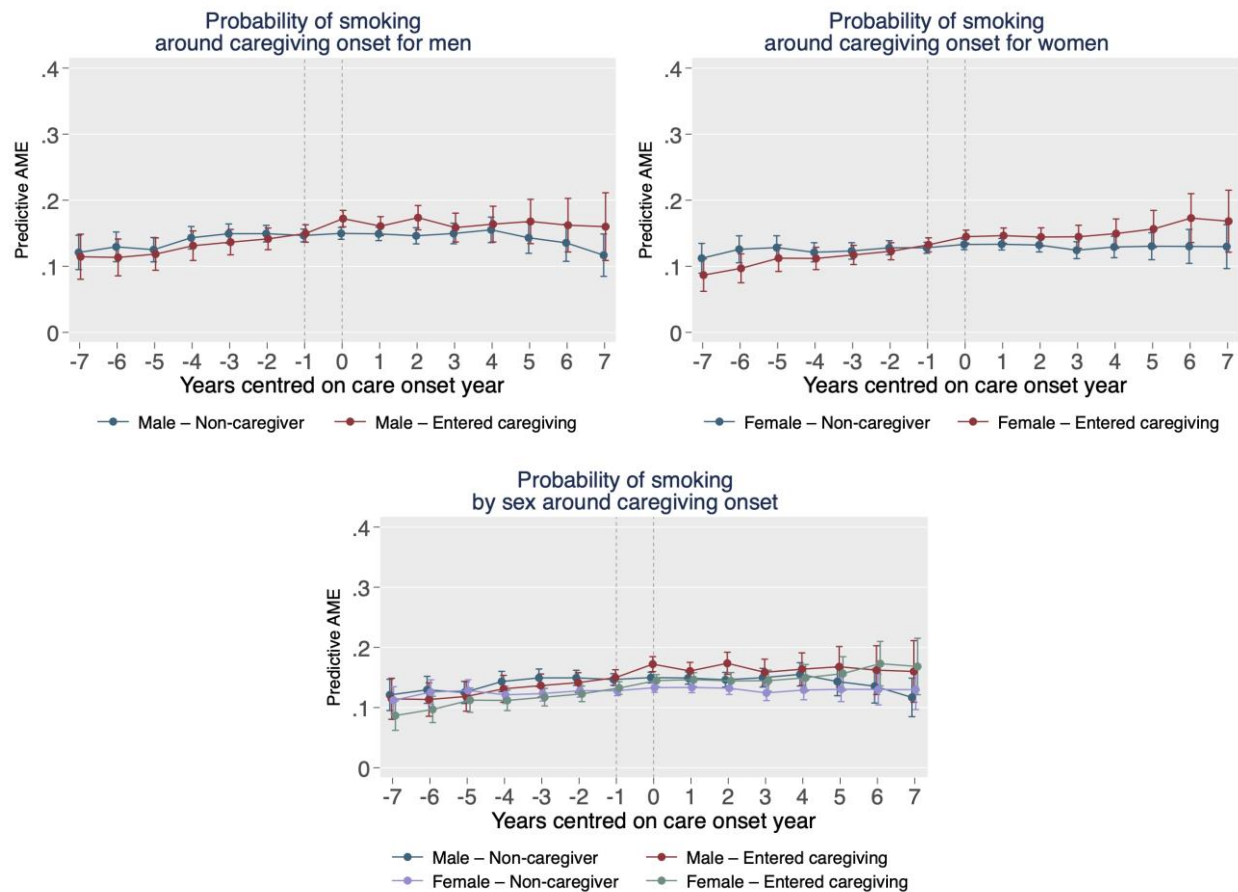 Probability of smoking
around caregiving onset for men
Predictive AME
.4
.3
.2
.1
0
-7 -6 -5 -4 -3 -2 -1 0 1 2 3 4 5 6 7
Years centred on care onset year
Male – Non-caregiver Male – Entered caregiving
Probability of smoking
around caregiving onset for women
Predictive AME
.4
.3
.2
.1
0
-7 -6 -5 -4 -3 -2 -1 0 1 2 3 4 5 6 7
Years centred on care onset year
Female – Non-caregiver Female – Entered caregiving
Probability of smoking
by sex around caregiving onset
Predictive AME
.4
.3
.2
.1
0
-7 -6 -5 -4 -3 -2 -1 0 1 2 3 4 5 6 7
Years centred on care onset year
Male – Non-caregiver Male – Entered caregiving
Female – Non-caregiver Female – Entered caregiving